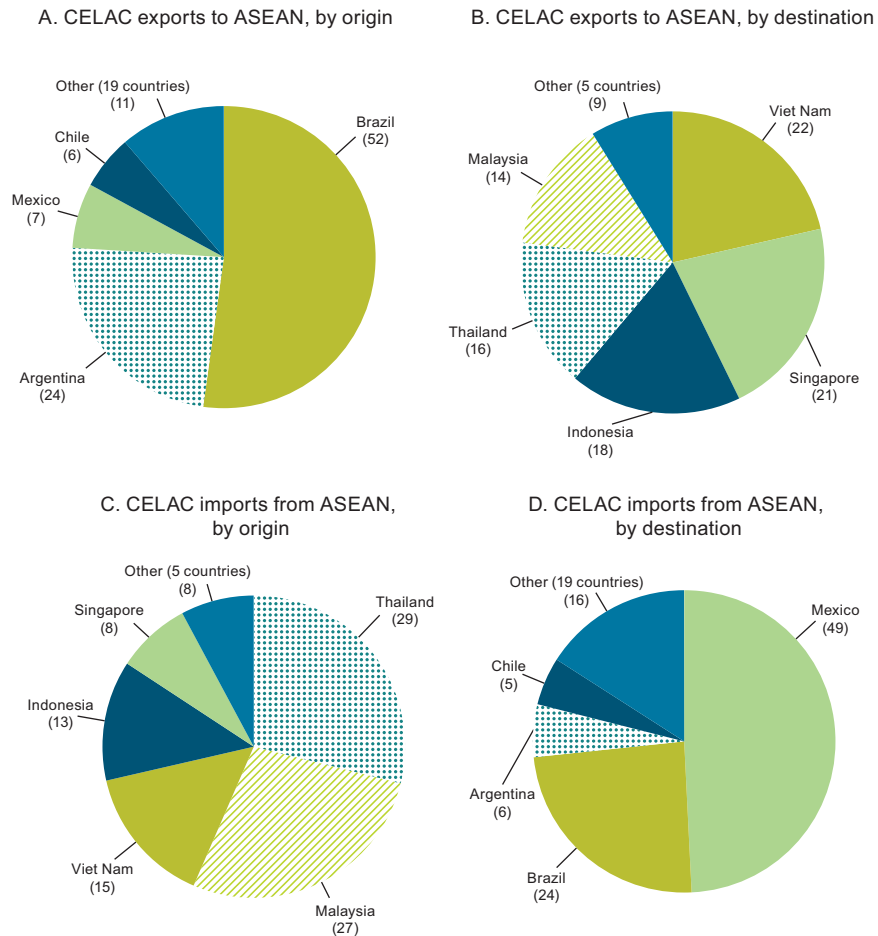 A. CELAC exports to ASEAN, by origin
Other (19 countries)
(11)
Chile
(6)
Mexico
(7)
Argentina
(24)
Brazil
(52)
B. CELAC exports to ASEAN, by destination
Other (5 countries)
(9)
Viet Nam
(22)
Malaysia
(14)
Thailand
(16)
Indonesia
(18)
Singapore
(21)
C. CELAC imports from ASEAN,
by origin
Other (5 countries)
(8)
Singapore
(8)
Indonesia
(13)
Viet Nam
(15)
Malaysia
(27)
Thailand
(29)
D. CELAC imports from ASEAN,
by destination
Other (19 countries)
(16)
Chile
(5)
Argentina
(6)
Brazil
(24)
Mexico
(49)